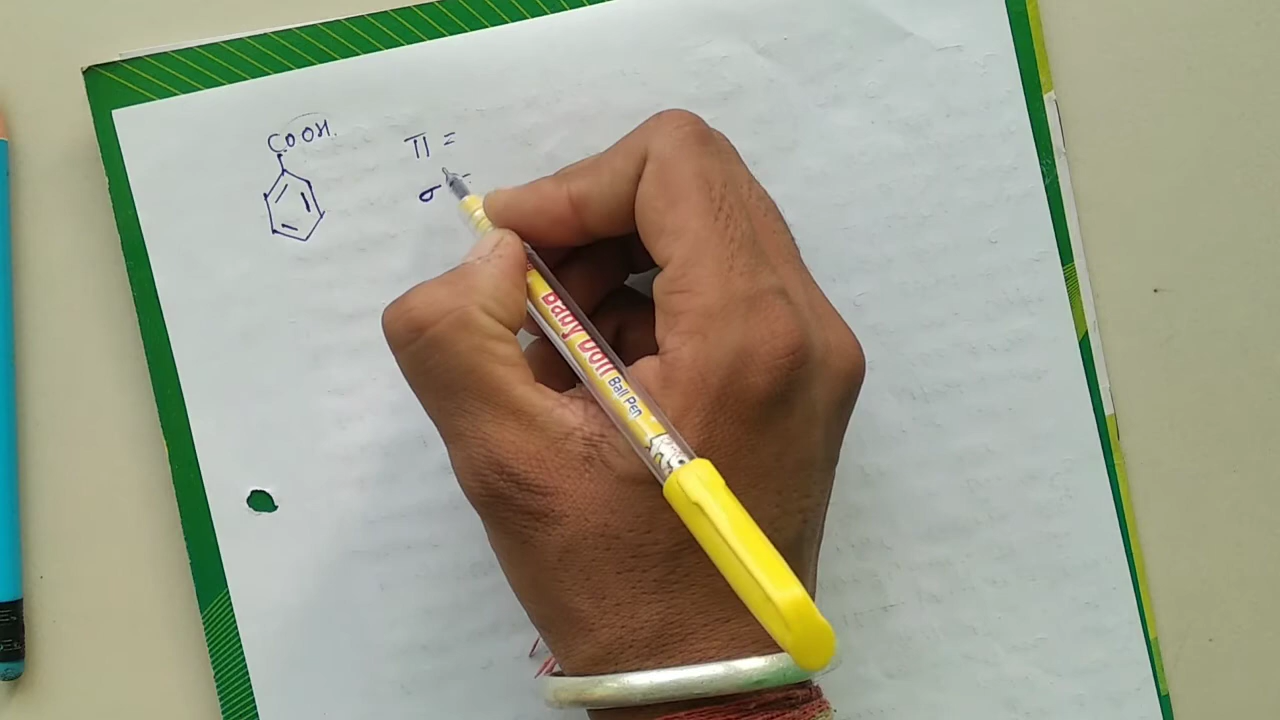 COOH.
π =
σ =
Baby Doll Ball Pen